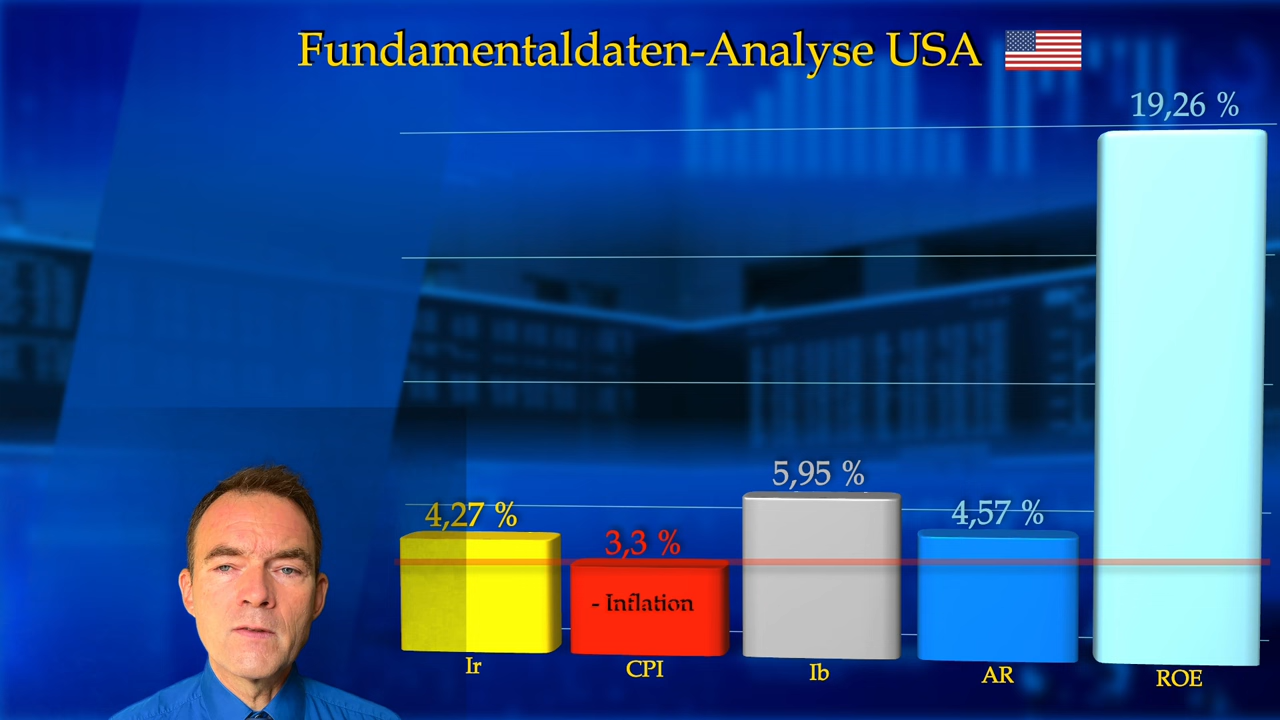 Fundamentaldaten-Analyse USA
19,26 %
5,95 %
4,27 %
4,57 %
3,3 %
- Inflation
Ir
CPI
Ib
AR
ROE